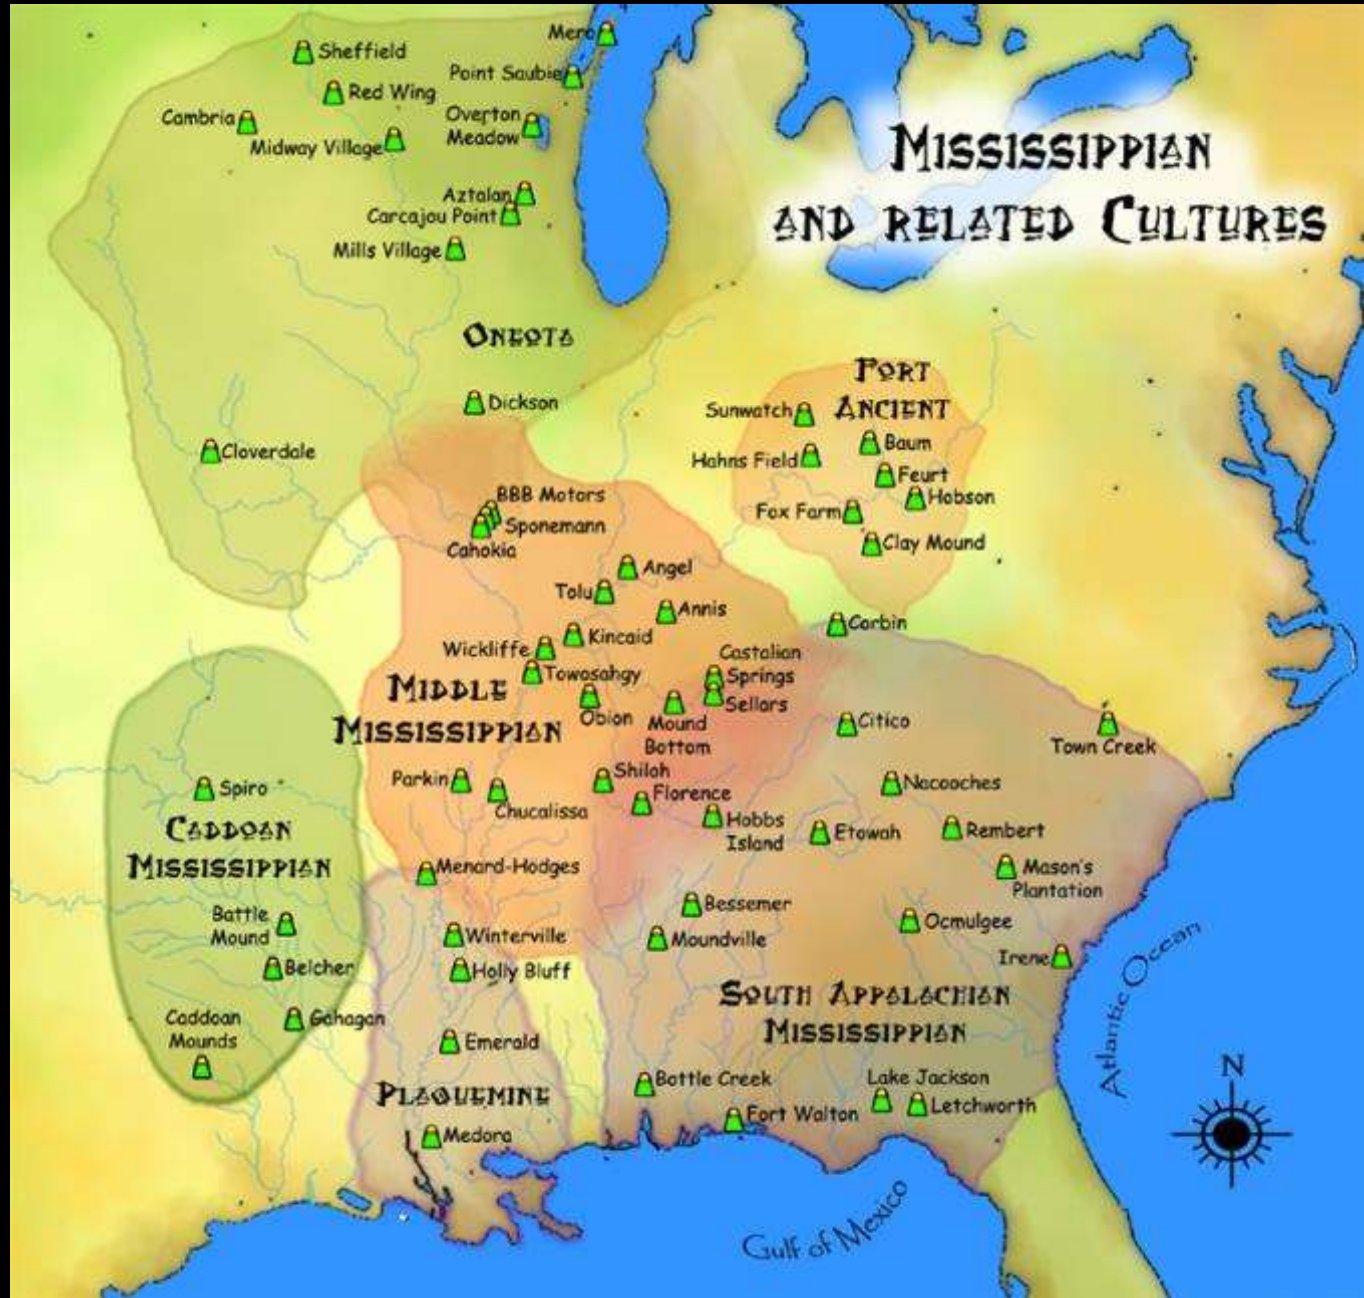 Mero
Sheffield
Point Saubie
Red Wing
Cambria
Overton
Meadow
Midway Village
Mississippian
and related Cultures
Aztalan
Carcajou Point
Mills Village
Oneota
Fort
Ancient
Dickson
Sunwatch
Baum
Cloverdale
Hahns Field
Feurt
Hobson
BBB Motors
Fox Farm
Sponemann
Cahokia
Clay Mound
Angel
Tolu
Annis
Corbin
Kincaid
Wickliffe
Castalian
Springs
Towosahgy
Middle
Mississippian
Sellars
Obion
Mound
Bottom
Citico
Town Creek
Parkin
Shiloh
Nacooches
Spiro
Florence
Chucalissa
Caddoan
Mississippian
Hobbs
Island
Etowah
Rembert
Menard-Hodges
Mason's
Plantation
Bessemer
Battle
Mound
Ocmulgee
Winterville
Moundville
Irene
Belcher
Holly Bluff
Atlantic Ocean
South Appalachian
Mississippian
Caddoan
Mounds
Gahagan
Emerald
N
Bottle Creek
Lake Jackson
Plaquemine
Letchworth
Fort Walton
Medora
Gulf of Mexico